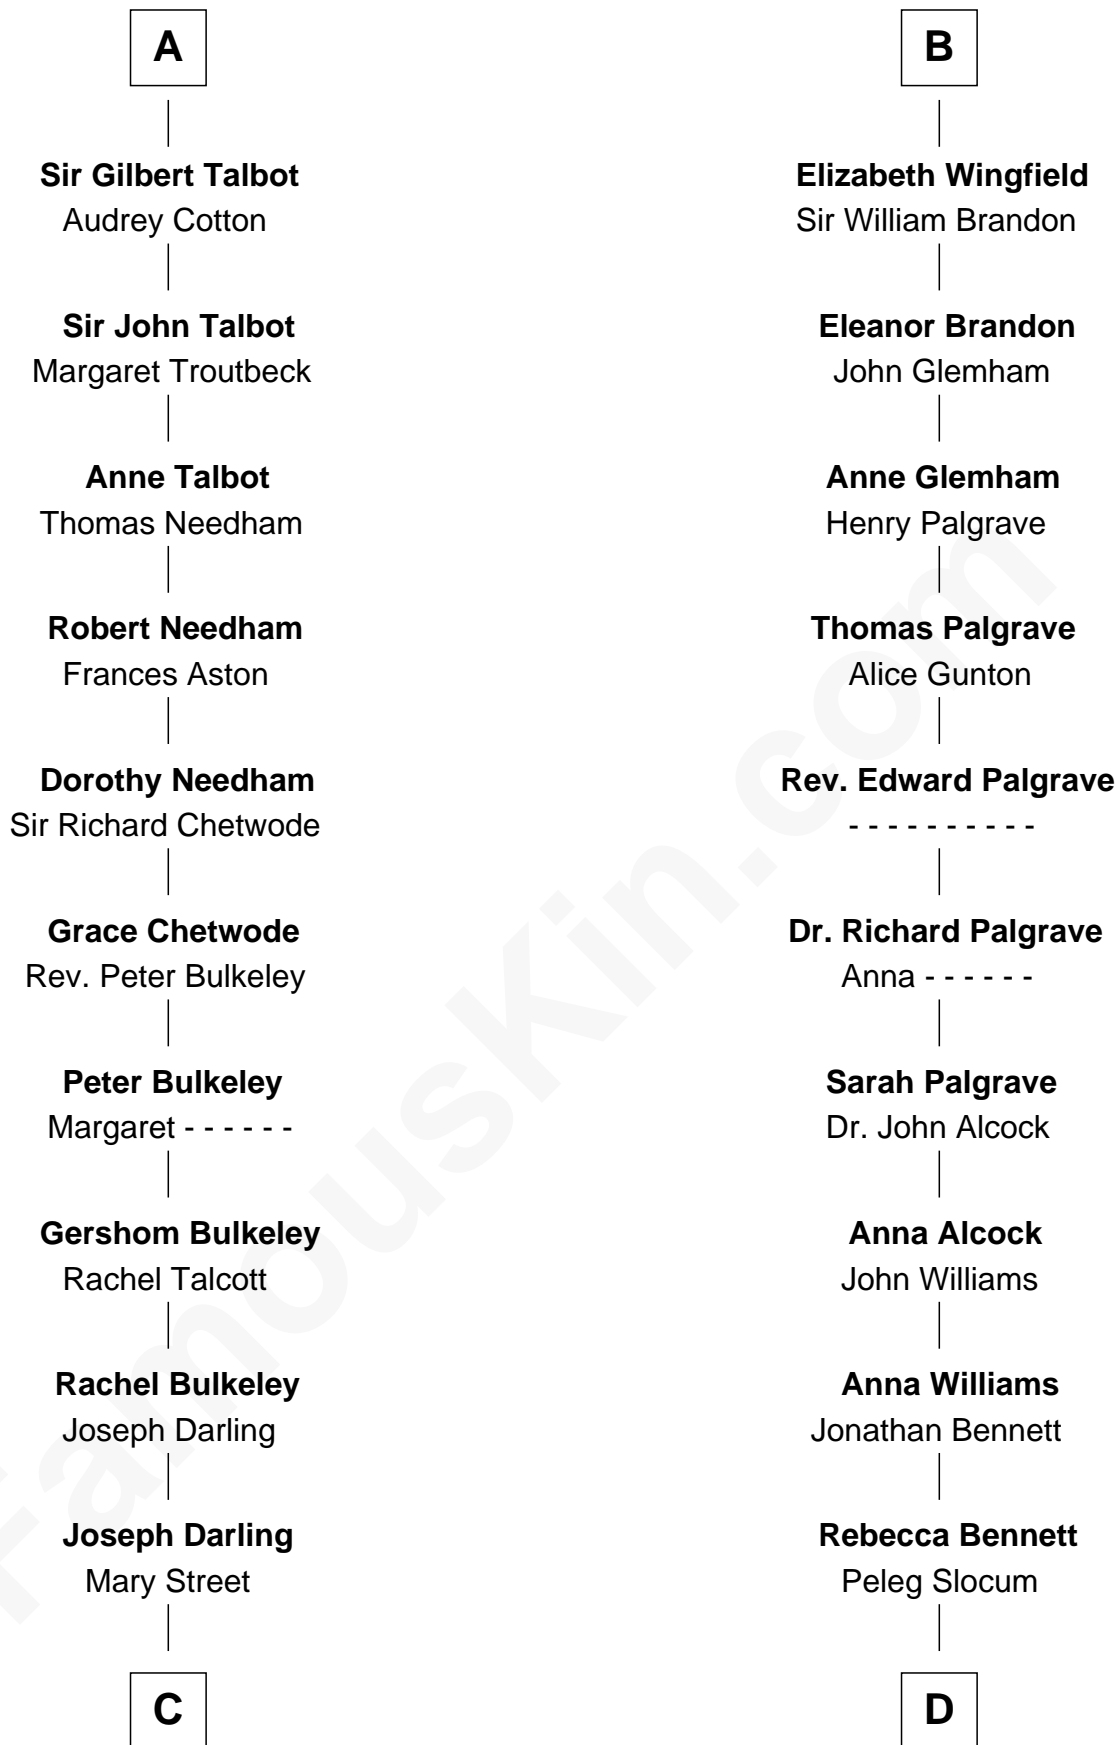 A
Sir Gilbert Talbot
Audrey Cotton
Sir John Talbot
Margaret Troutbeck
Anne Talbot
Thomas Needham
Robert Needham
Frances Aston
Dorothy Needham
Sir Richard Chetwode
Grace Chetwode
Rev. Peter Bulkeley
Peter Bulkeley
Margaret - - - - - -
Gershom Bulkeley
Rachel Talcott
Rachel Bulkeley
Joseph Darling
Joseph Darling
Mary Street
C
B
Elizabeth Wingfield
Sir William Brandon
Eleanor Brandon
John Glemham
Anne Glemham
Henry Palgrave
Thomas Palgrave
Alice Gunton
Rev. Edward Palgrave
- - - - - - - - - -
Dr. Richard Palgrave
Anna - - - - - -
Sarah Palgrave
Dr. John Alcock
Anna Alcock
John Williams
Anna Williams
Jonathan Bennett
Rebecca Bennett
Peleg Slocum
D
FamousKin.com